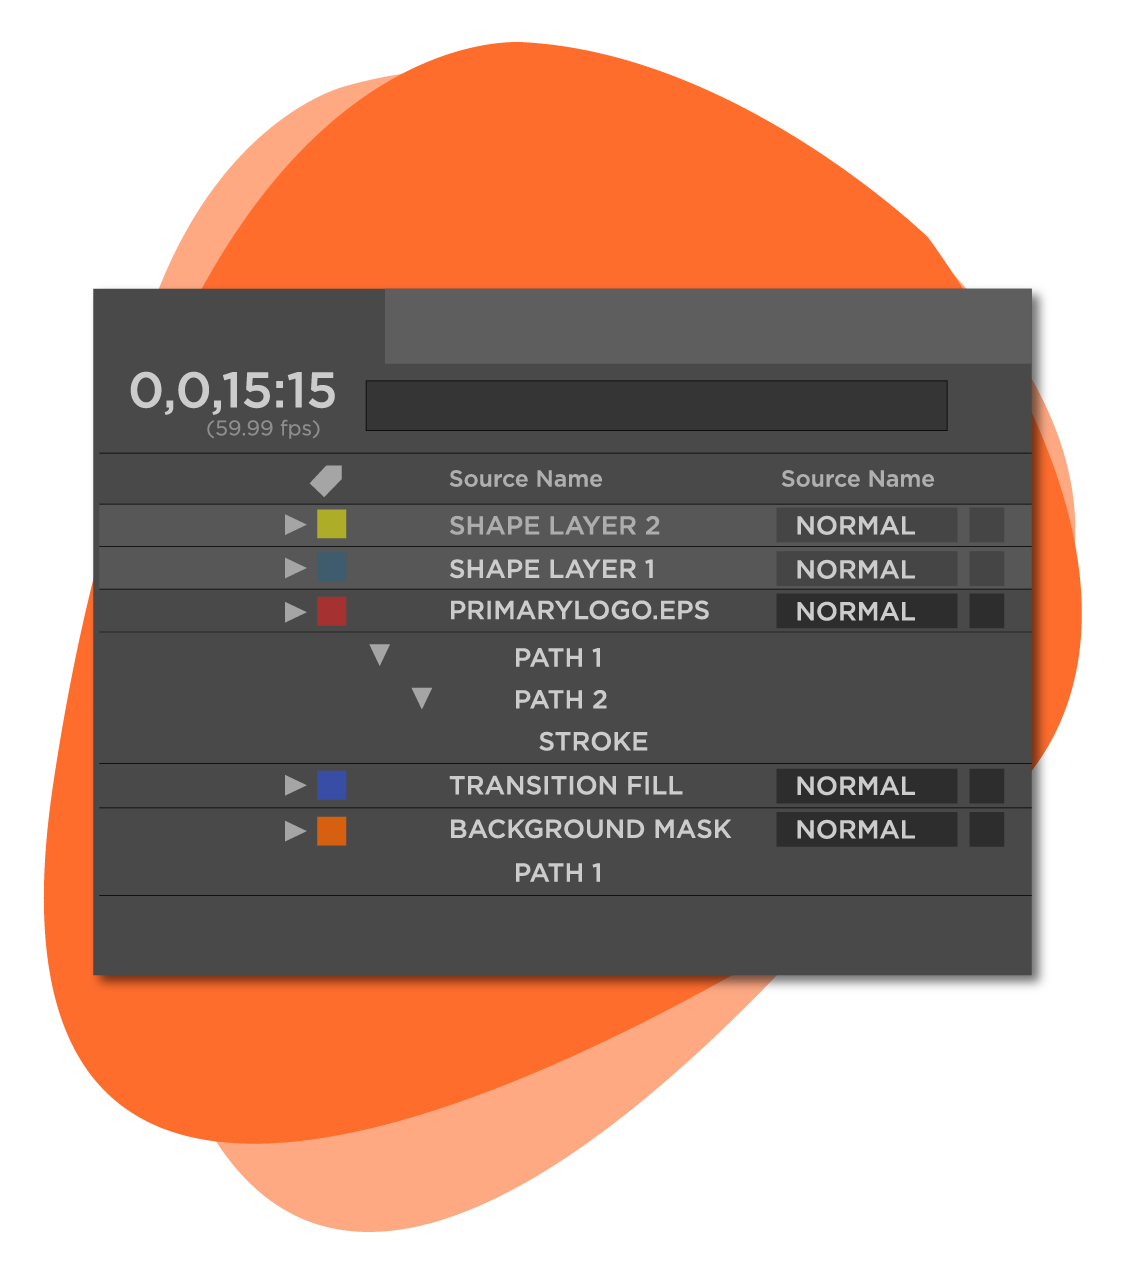 0,0,15:15
(59.99 fps)
Source Name Source Name
SHAPE LAYER 2 NORMAL
SHAPE LAYER 1 NORMAL
PRIMARYLOGO.EPS NORMAL
PATH 1
PATH 2
STROKE
TRANSITION FILL NORMAL
BACKGROUND MASK NORMAL
PATH 1